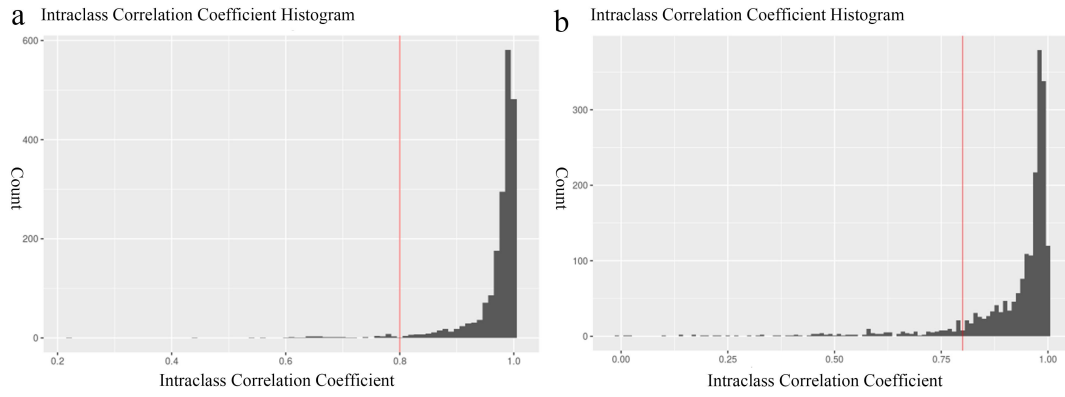 a Intraclass Correlation Coefficient Histogram
600
400
200
0
Count
0.2 0.4 0.6 0.8 1.0
Intraclass Correlation Coefficient
b Intraclass Correlation Coefficient Histogram
300
200
100
0
Count
0.00 0.25 0.50 0.75 1.00
Intraclass Correlation Coefficient